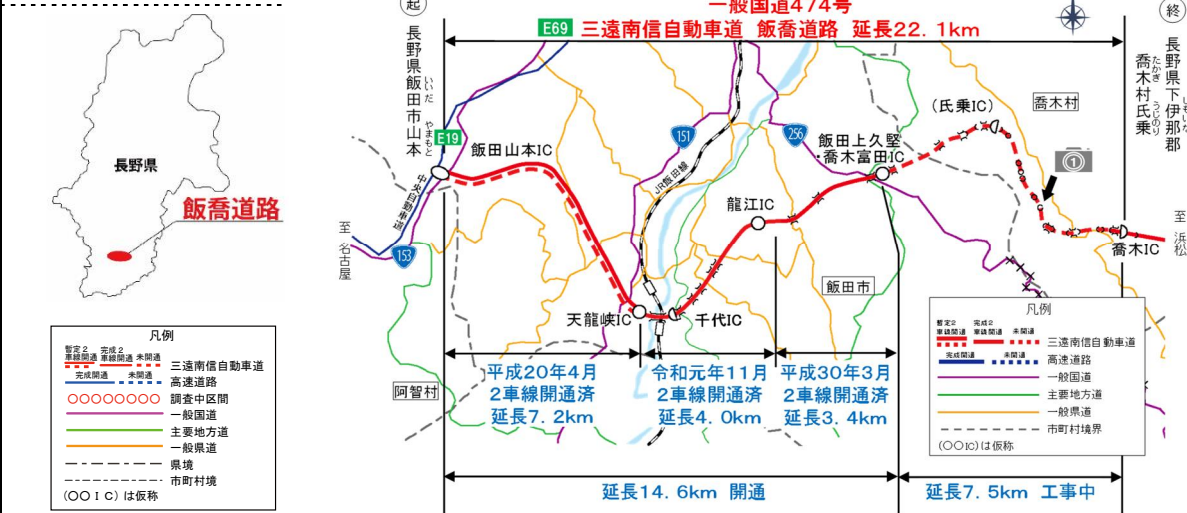 長野県
飯喬道路
凡例
暫定2車線開通
完成2車線開通
未開通
三遠南信自動車道
完成開通
未開通
高速道路
調査中区間
一般国道
主要地方道
一般県道
県境
市町村境
(○○IC)は仮称
一般国道474号
E69 三遠南信自動車道 飯喬道路 延長22.1km
起
長野県飯田市山本
いいだ
やまもと
終
長野県下伊那郡
しもいな
喬木村氏乗
たかぎ
うじのり
E19
飯田山本IC
中央自動車道
至 名古屋
153
151
JR飯田線
256
飯田上久堅
・喬木富田IC
(氏乗IC)
喬木村
①
龍江IC
喬木IC
至 浜松
天龍峡IC
千代IC
飯田市
阿智村
平成20年4月
2車線開通済
延長7.2km
令和元年11月
2車線開通済
延長4.0km
平成30年3月
2車線開通済
延長3.4km
延長14.6km 開通
延長7.5km 工事中
凡例
暫定2車線開通
完成2車線開通
未開通
三遠南信自動車道
完成開通
未開通
高速道路
一般国道
主要地方道
一般県道
市町村境界
(○○IC)は仮称